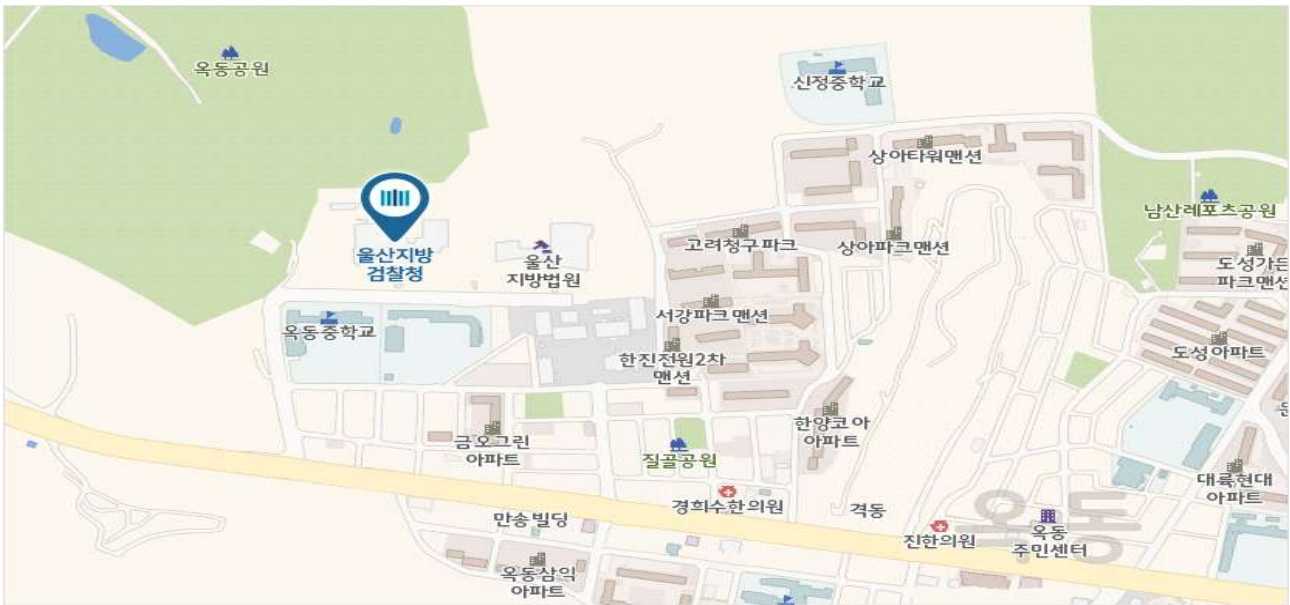 옥동공원
신정중학교
상아타워맨션
남산레포츠공원
울산지방
검찰청
울산
지방법원
고려청구파크
상아파크맨션
도성가든
파크맨션
옥동중학교
서강파크맨션
한진전원2차
맨션
도성아파트
한양코아
아파트
금오그린
아파트
질골공원
대륙현대
아파트
경희수한의원
만송빌딩
격동
진한의원
옥동
옥동
주민센터
옥동삼익
아파트